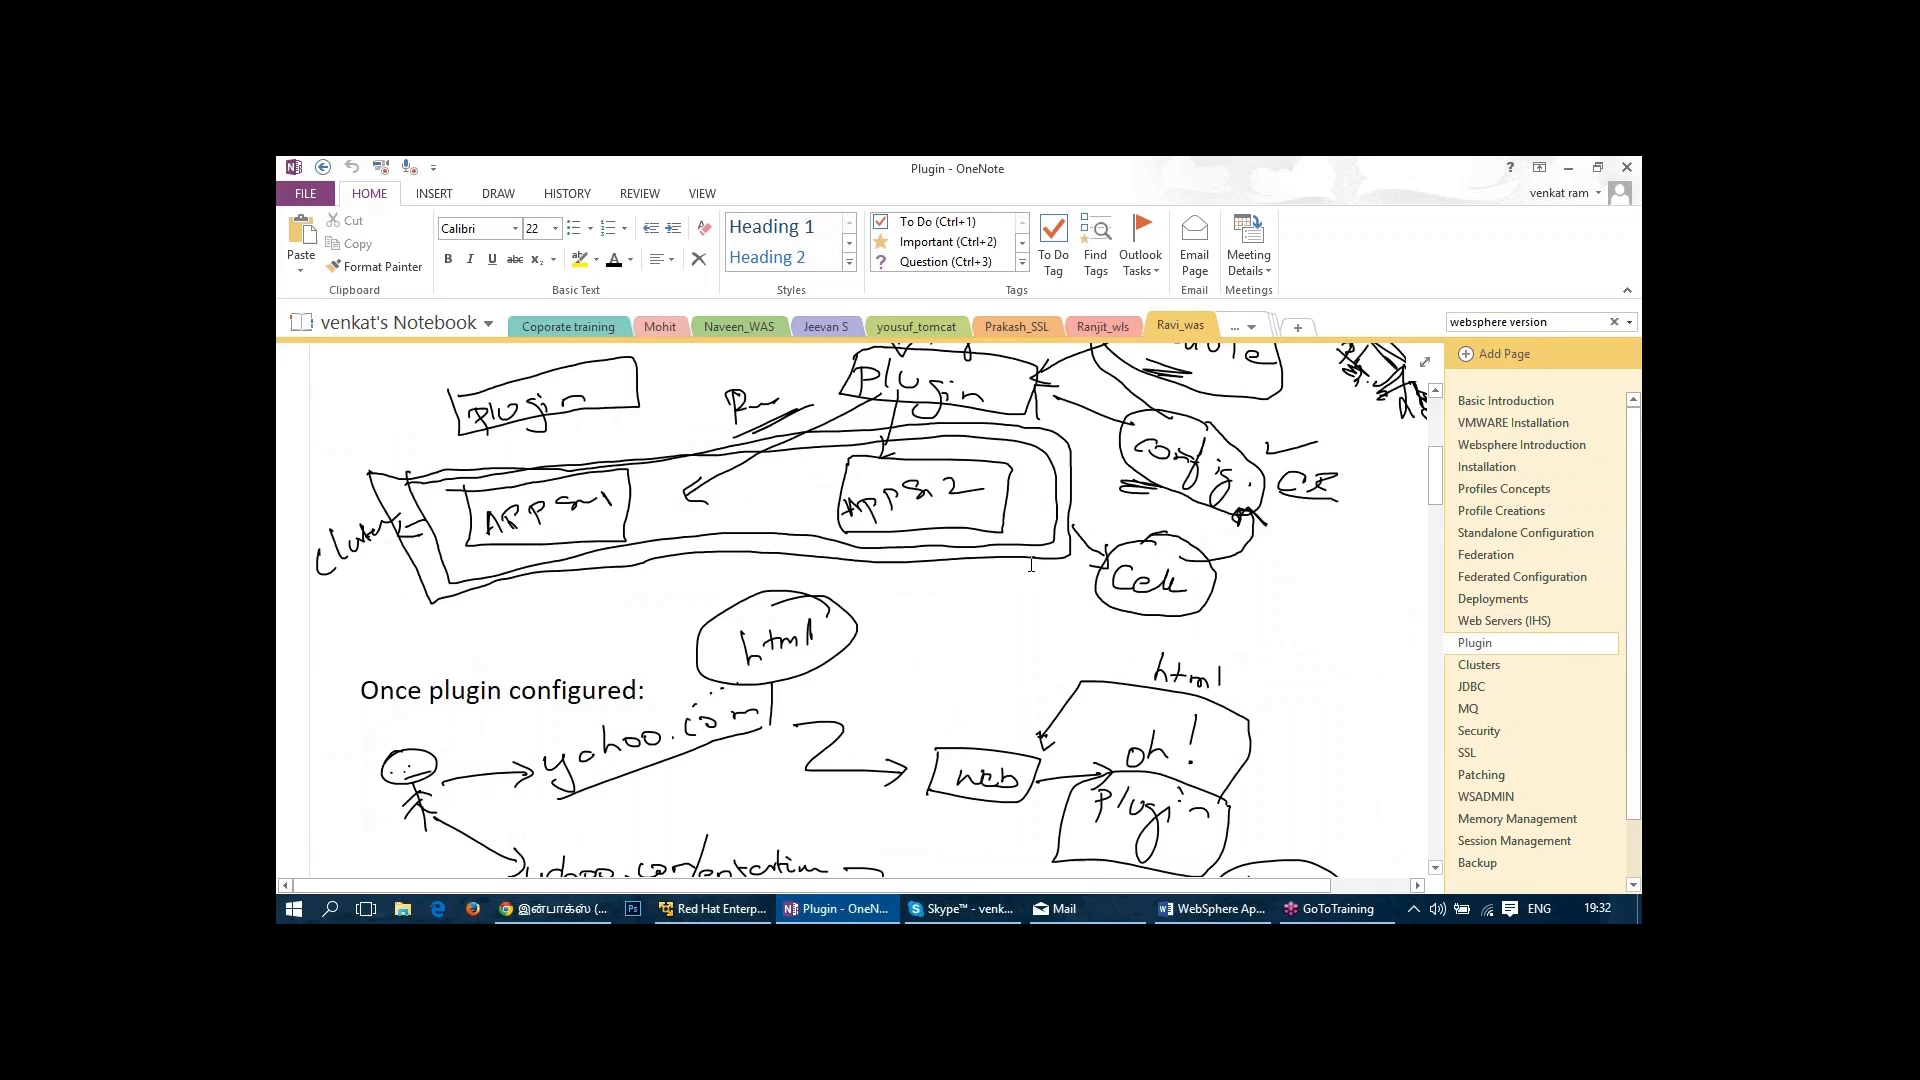 Plugin - OneNote
?
venkat ram
FILE
HOME
INSERT
DRAW
HISTORY
REVIEW
VIEW
Paste
Cut
Copy
Format Painter
Clipboard
Calibri
22
B I U abc x₂
A
Basic Text
Heading 1
Heading 2
Styles
To Do (Ctrl+1)
Important (Ctrl+2)
? Question (Ctrl+3)
Tags
To Do
Tag
Find
Tags
Outlook
Tasks
Email
Page
Email
Meeting
Details
Meetings
venkat's Notebook
Coporate training
Mohit
Naveen_WAS
Jeevan S
yousuf_tomcat
Prakash_SSL
Ranjit_wls
Ravi_was
...
websphere version
Add Page
Basic Introduction
VMWARE Installation
Websphere Introduction
Installation
Profiles Concepts
Profile Creations
Standalone Configuration
Federation
Federated Configuration
Deployments
Web Servers (IHS)
Plugin
Clusters
JDBC
MQ
Security
SSL
Patching
WSADMIN
Memory Management
Session Management
Backup
Plugin
Plugin
config.
APPSr1
APPSr2
cluster
Cell
html
Once plugin configured:
yohoo.com
html
web
oh!
Plugin
இன்பாக்ஸ் (...
Ps
Red Hat Enterp...
Plugin - OneN...
Skype™ - venk...
Mail
WebSphere Ap...
GoToTraining
ENG
19:32